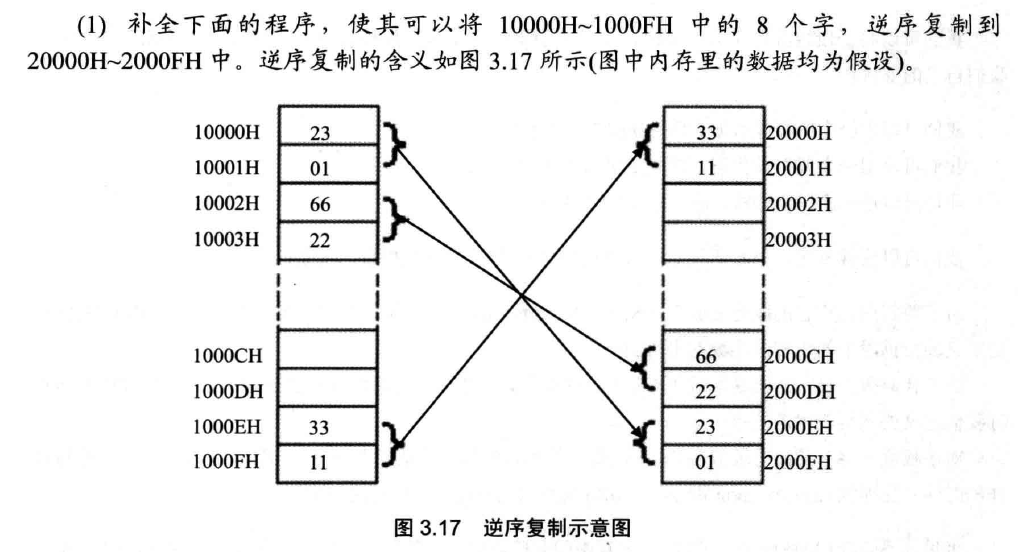 (1) 补全下面的程序，使其可以将 10000H~1000FH 中的 8 个字，逆序复制到
20000H~2000FH 中。逆序复制的含义如图 3.17 所示(图中内存里的数据均为假设)。
10000H 23 33 20000H
10001H 01 11 20001H
10002H 66 20002H
10003H 22 20003H
1000CH 66 2000CH
1000DH 22 2000DH
1000EH 33 23 2000EH
1000FH 11 01 2000FH
图 3.17 逆序复制示意图